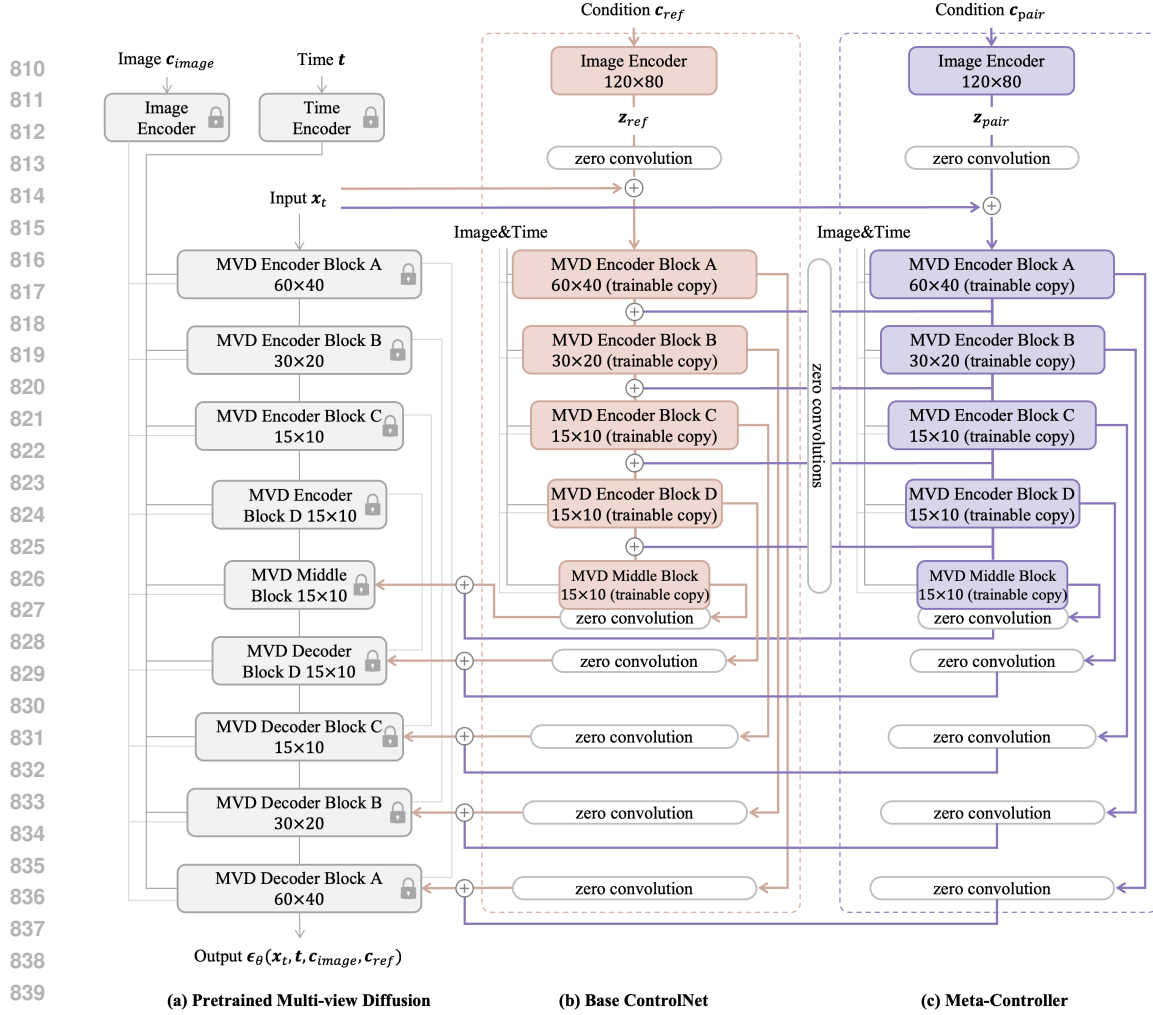 810
811
812
813
814
815
816
817
818
819
820
821
822
823
824
825
826
827
828
829
830
831
832
833
834
835
836
837
838
839
Image c_image
Time t
Image
Encoder
Time
Encoder
Input x_t
MVD Encoder Block A
60×40
MVD Encoder Block B
30×20
MVD Encoder Block C
15×10
MVD Encoder
Block D 15×10
MVD Middle
Block 15×10
MVD Decoder
Block D 15×10
MVD Decoder Block C
15×10
MVD Decoder Block B
30×20
MVD Decoder Block A
60×40
Output ϵ_θ(x_t, t, c_image, c_ref)
(a) Pretrained Multi-view Diffusion
Condition c_ref
Image Encoder
120×80
z_ref
zero convolution
Image&Time
MVD Encoder Block A
60×40 (trainable copy)
MVD Encoder Block B
30×20 (trainable copy)
MVD Encoder Block C
15×10 (trainable copy)
MVD Encoder Block D
15×10 (trainable copy)
MVD Middle Block
15×10 (trainable copy)
zero convolution
zero convolution
zero convolution
zero convolution
zero convolution
(b) Base ControlNet
zero convolutions
Condition c_pair
Image Encoder
120×80
z_pair
zero convolution
Image&Time
MVD Encoder Block A
60×40 (trainable copy)
MVD Encoder Block B
30×20 (trainable copy)
MVD Encoder Block C
15×10 (trainable copy)
MVD Encoder Block D
15×10 (trainable copy)
MVD Middle Block
15×10 (trainable copy)
zero convolution
zero convolution
zero convolution
zero convolution
zero convolution
(c) Meta-Controller